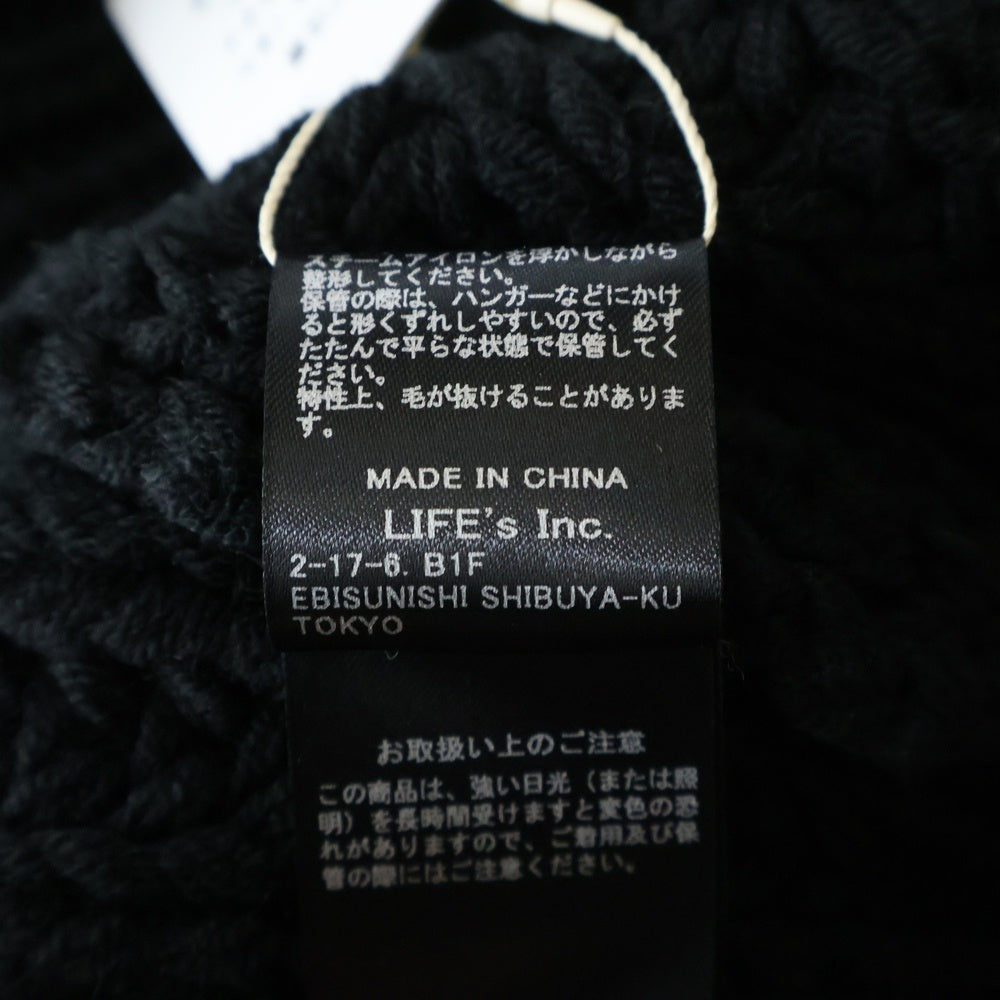 スチームアイロンを浮かしながら
整形してください。
保管の際は、ハンガーなどにかけ
ると形くずれしやすいので、必ず
たたんで平らな状態で保管してく
ださい。
特性上、毛が抜けることがありま
す。
MADE IN CHINA
LIFE's Inc.
2-17-6. B1F
EBISUNISHI SHIBUYA-KU
TOKYO
お取扱い上のご注意
この商品は、強い日光(または照
明)を長時間受けますと変色の恐
れがありますので、ご着用及び保
管の際にはご注意ください。